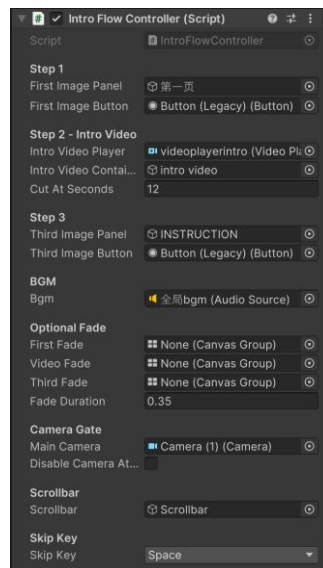 Intro Flow Controller (Script)
Script IntroFlowController
Step 1
First Image Panel 第一页
First Image Button Button (Legacy) (Button)
Step 2 - Intro Video
Intro Video Player videoplayerintro (Video Pla
Intro Video Contai... intro video
Cut At Seconds 12
Step 3
Third Image Panel INSTRUCTION
Third Image Button Button (Legacy) (Button)
BGM
Bgm 全局bgm (Audio Source)
Optional Fade
First Fade None (Canvas Group)
Video Fade None (Canvas Group)
Third Fade None (Canvas Group)
Fade Duration 0.35
Camera Gate
Main Camera Camera (1) (Camera)
Disable Camera At...
Scrollbar
Scrollbar Scrollbar
Skip Key
Skip Key Space